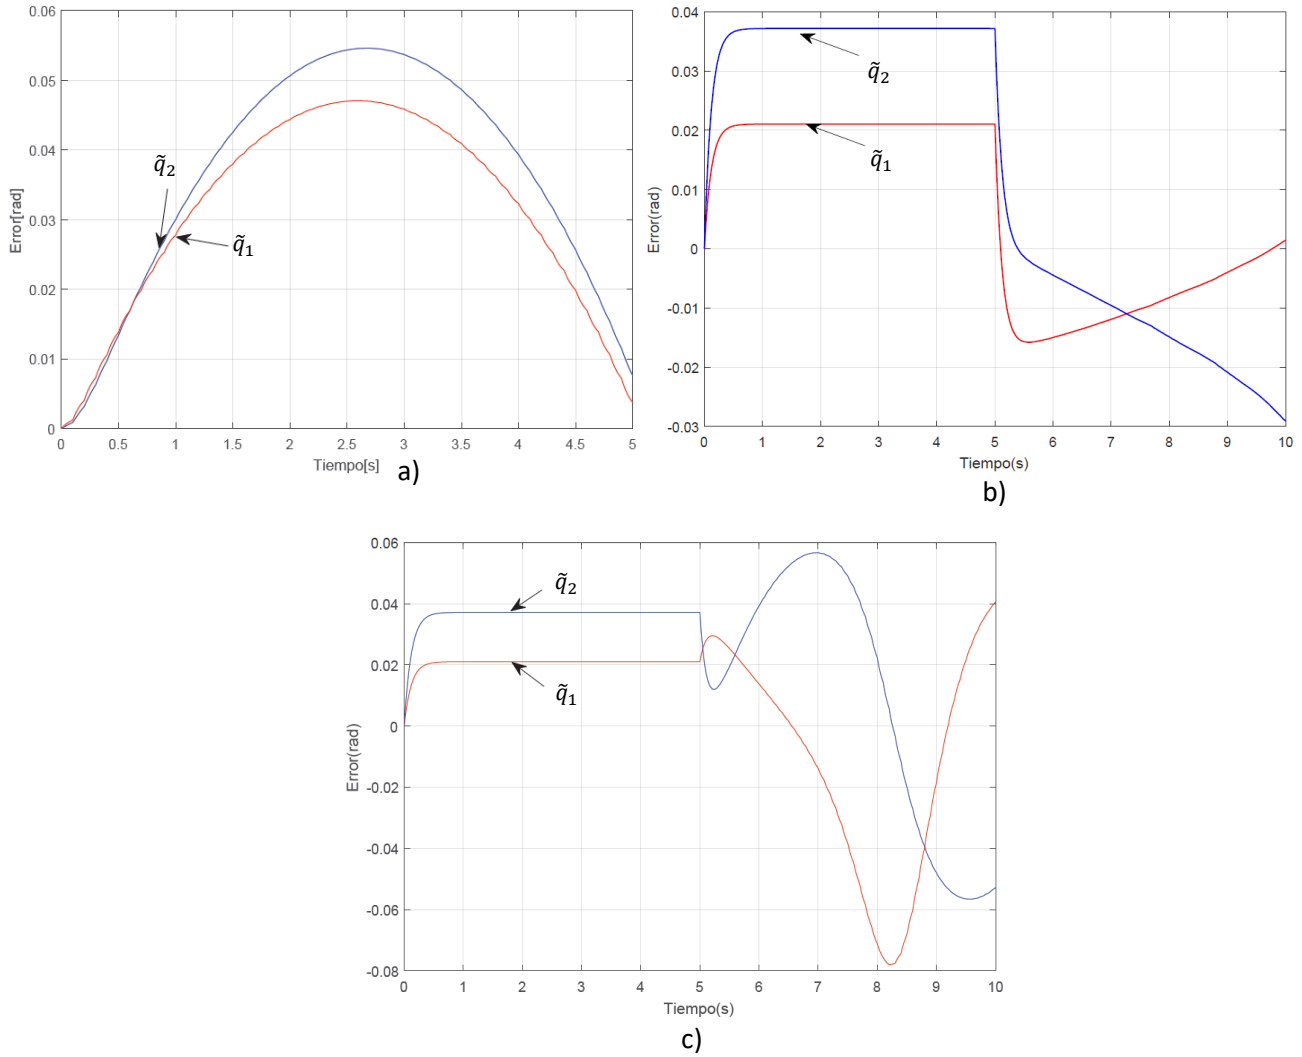 0.06
0.05
0.04
0.03
0.02
0.01
0
Error[rad]
q̃₂
q̃₁
0 0.5 1 1.5 2 2.5 3 3.5 4 4.5 5
Tiempo[s]
a)
0.04
0.03
0.02
0.01
0
-0.01
-0.02
-0.03
Error(rad)
q̃₂
q̃₁
0 1 2 3 4 5 6 7 8 9 10
Tiempo(s)
b)
0.06
0.04
0.02
0
-0.02
-0.04
-0.06
-0.08
Error(rad)
q̃₂
q̃₁
0 1 2 3 4 5 6 7 8 9 10
Tiempo(s)
c)